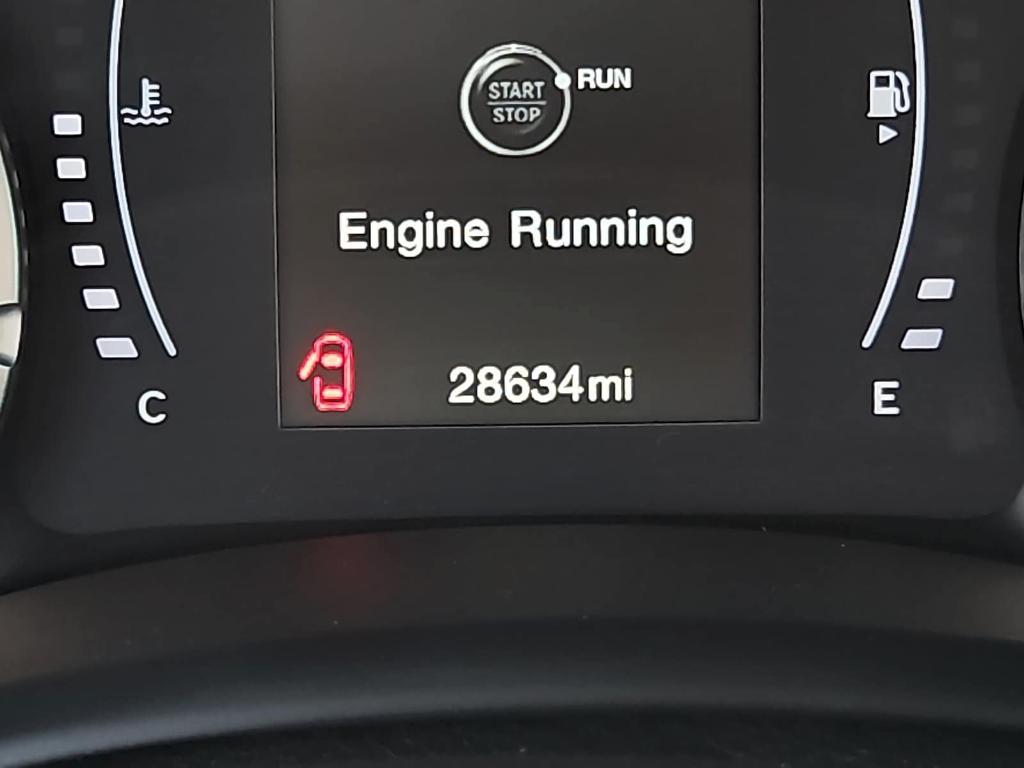 START
STOP
RUN
Engine Running
28634mi
C
E